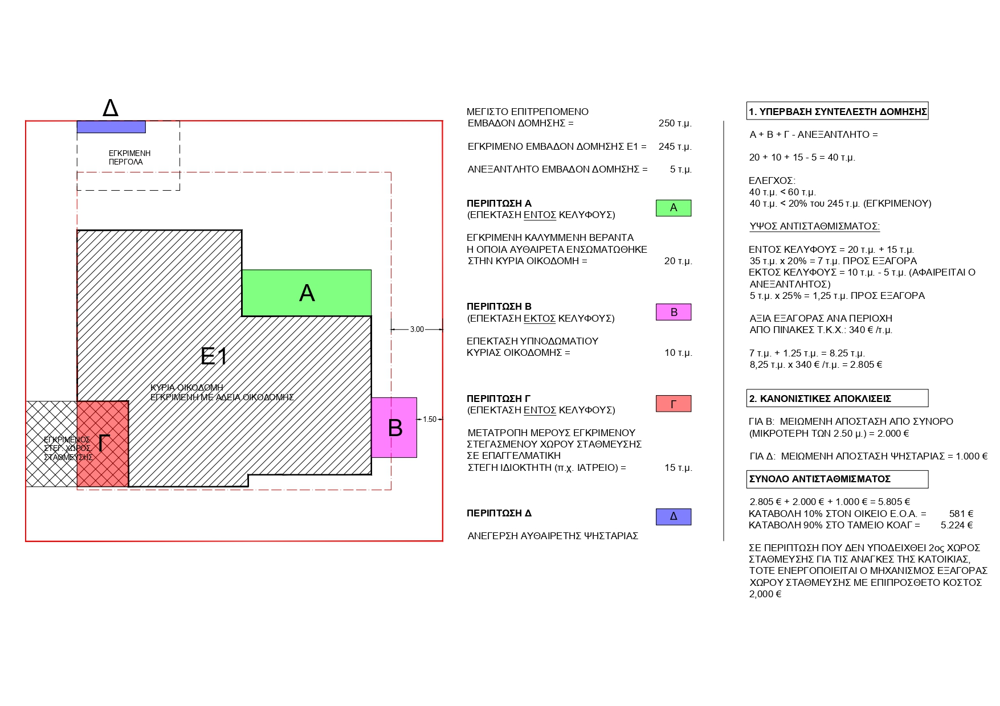 Δ
ΕΓΚΡΙΜΕΝΗ
ΠΕΡΓΟΛΑ
Α
3.00
Ε1
ΚΥΡΙΑ ΟΙΚΟΔΟΜΗ
ΕΓΚΡΙΜΕΝΗ ΜΕ ΑΔΕΙΑ ΟΙΚΟΔΟΜΗΣ
Β
1.50
Γ
ΕΓΚΡΙΜΕΝΟΣ
ΣΤΕΓ. ΧΩΡΟΣ
ΣΤΑΘΜΕΥΣΗΣ
ΜΕΓΙΣΤΟ ΕΠΙΤΡΕΠΟΜΕΝΟ
ΕΜΒΑΔΟΝ ΔΟΜΗΣΗΣ = 250 τ.μ.
ΕΓΚΡΙΜΕΝΟ ΕΜΒΑΔΟΝ ΔΟΜΗΣΗΣ Ε1 = 245 τ.μ.
ΑΝΕΞΑΝΤΛΗΤΟ ΕΜΒΑΔΟΝ ΔΟΜΗΣΗΣ = 5 τ.μ.
ΠΕΡΙΠΤΩΣΗ Α Α
(ΕΠΕΚΤΑΣΗ ΕΝΤΟΣ ΚΕΛΥΦΟΥΣ)
ΕΓΚΡΙΜΕΝΗ ΚΑΛΥΜΜΕΝΗ ΒΕΡΑΝΤΑ
Η ΟΠΟΙΑ ΑΥΘΑΙΡΕΤΑ ΕΝΣΩΜΑΤΩΘΗΚΕ
ΣΤΗΝ ΚΥΡΙΑ ΟΙΚΟΔΟΜΗ = 20 τ.μ.
ΠΕΡΙΠΤΩΣΗ Β Β
(ΕΠΕΚΤΑΣΗ ΕΚΤΟΣ ΚΕΛΥΦΟΥΣ)
ΕΠΕΚΤΑΣΗ ΥΠΝΟΔΩΜΑΤΙΟΥ
ΚΥΡΙΑΣ ΟΙΚΟΔΟΜΗΣ = 10 τ.μ.
ΠΕΡΙΠΤΩΣΗ Γ Γ
(ΕΠΕΚΤΑΣΗ ΕΝΤΟΣ ΚΕΛΥΦΟΥΣ)
ΜΕΤΑΤΡΟΠΗ ΜΕΡΟΥΣ ΕΓΚΡΙΜΕΝΟΥ
ΣΤΕΓΑΣΜΕΝΟΥ ΧΩΡΟΥ ΣΤΑΘΜΕΥΣΗΣ
ΣΕ ΕΠΑΓΓΕΛΜΑΤΙΚΗ
ΣΤΕΓΗ ΙΔΙΟΚΤΗΤΗ (π.χ. ΙΑΤΡΕΙΟ) = 15 τ.μ.
ΠΕΡΙΠΤΩΣΗ Δ Δ
ΑΝΕΓΕΡΣΗ ΑΥΘΑΙΡΕΤΗΣ ΨΗΣΤΑΡΙΑΣ
1. ΥΠΕΡΒΑΣΗ ΣΥΝΤΕΛΕΣΤΗ ΔΟΜΗΣΗΣ
Α + Β + Γ - ΑΝΕΞΑΝΤΛΗΤΟ =
20 + 10 + 15 - 5 = 40 τ.μ.
ΕΛΕΓΧΟΣ:
40 τ.μ. < 60 τ.μ.
40 τ.μ. < 20% του 245 τ.μ. (ΕΓΚΡΙΜΕΝΟΥ)
ΥΨΟΣ ΑΝΤΙΣΤΑΘΜΙΣΜΑΤΟΣ:
ΕΝΤΟΣ ΚΕΛΥΦΟΥΣ = 20 τ.μ. + 15 τ.μ.
35 τ.μ. x 20% = 7 τ.μ. ΠΡΟΣ ΕΞΑΓΟΡΑ
ΕΚΤΟΣ ΚΕΛΥΦΟΥΣ = 10 τ.μ. - 5 τ.μ. (ΑΦΑΙΡΕΙΤΑΙ Ο
ΑΝΕΞΑΝΤΛΗΤΟΣ)
5 τ.μ. x 25% = 1,25 τ.μ. ΠΡΟΣ ΕΞΑΓΟΡΑ
ΑΞΙΑ ΕΞΑΓΟΡΑΣ ΑΝΑ ΠΕΡΙΟΧΗ
ΑΠΟ ΠΙΝΑΚΕΣ Τ.Κ.Χ.: 340 € /τ.μ.
7 τ.μ. + 1.25 τ.μ. = 8.25 τ.μ.
8,25 τ.μ. x 340 € /τ.μ. = 2.805 €
2. ΚΑΝΟΝΙΣΤΙΚΕΣ ΑΠΟΚΛΙΣΕΙΣ
ΓΙΑ Β: ΜΕΙΩΜΕΝΗ ΑΠΟΣΤΑΣΗ ΑΠΟ ΣΥΝΟΡΟ
(ΜΙΚΡΟΤΕΡΗ ΤΩΝ 2.50 μ.) = 2.000 €
ΓΙΑ Δ: ΜΕΙΩΜΕΝΗ ΑΠΟΣΤΑΣΗ ΨΗΣΤΑΡΙΑΣ = 1.000 €
ΣΥΝΟΛΟ ΑΝΤΙΣΤΑΘΜΙΣΜΑΤΟΣ
2.805 € + 2.000 € + 1.000 € = 5.805 €
ΚΑΤΑΒΟΛΗ 10% ΣΤΟΝ ΟΙΚΕΙΟ Ε.Ο.Α. = 581 €
ΚΑΤΑΒΟΛΗ 90% ΣΤΟ ΤΑΜΕΙΟ ΚΟΑΓ = 5.224 €
ΣΕ ΠΕΡΙΠΤΩΣΗ ΠΟΥ ΔΕΝ ΥΠΟΔΕΙΧΘΕΙ 2ος ΧΩΡΟΣ
ΣΤΑΘΜΕΥΣΗΣ ΓΙΑ ΤΙΣ ΑΝΑΓΚΕΣ ΤΗΣ ΚΑΤΟΙΚΙΑΣ,
ΤΟΤΕ ΕΝΕΡΓΟΠΟΙΕΙΤΑΙ Ο ΜΗΧΑΝΙΣΜΟΣ ΕΞΑΓΟΡΑΣ
ΧΩΡΟΥ ΣΤΑΘΜΕΥΣΗΣ ΜΕ ΕΠΙΠΡΟΣΘΕΤΟ ΚΟΣΤΟΣ
2,000 €